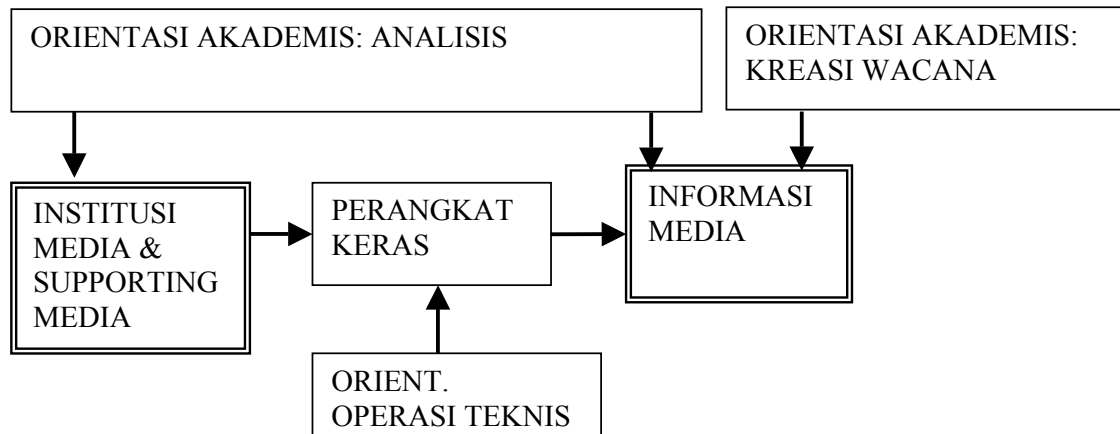 ORIENTASI AKADEMIS: ANALISIS
ORIENTASI AKADEMIS:
KREASI WACANA
INSTITUSI
MEDIA &
SUPPORTING
MEDIA
PERANGKAT
KERAS
INFORMASI
MEDIA
ORIENT.
OPERASI TEKNIS